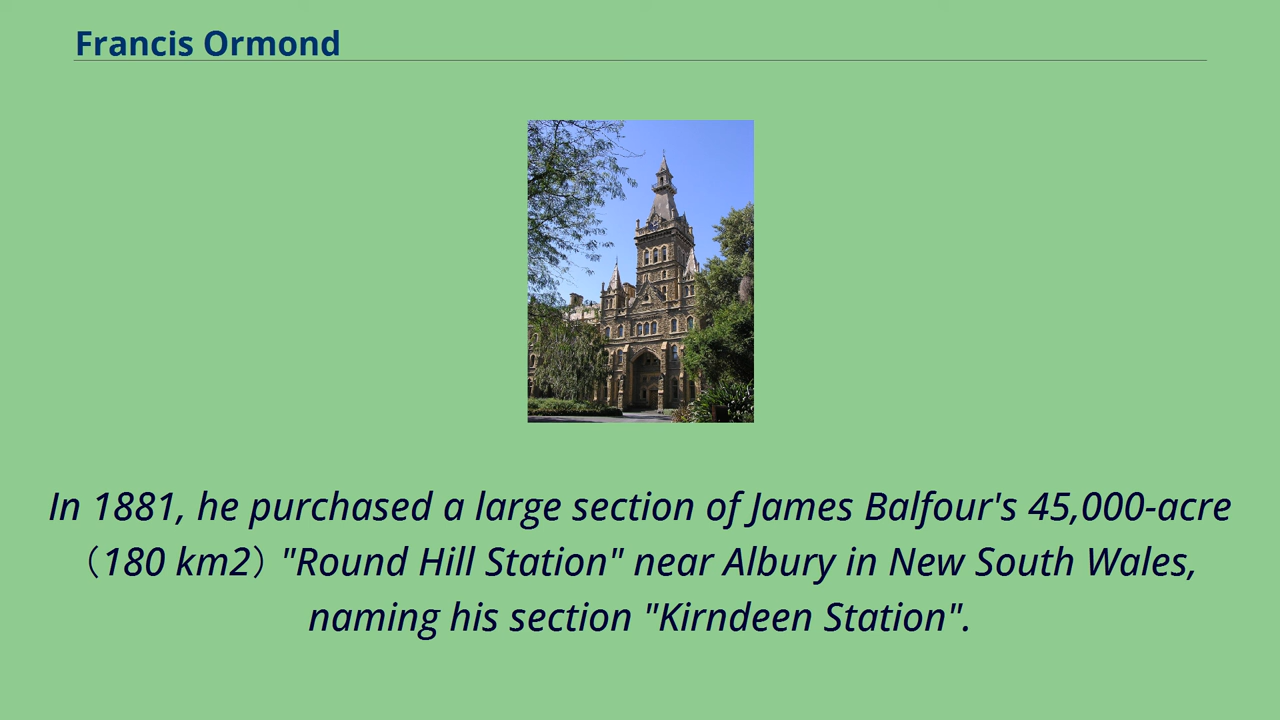 Francis Ormond
In 1881, he purchased a large section of James Balfour's 45,000-acre
（180 km2）"Round Hill Station" near Albury in New South Wales,
naming his section "Kirndeen Station".